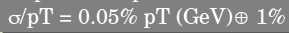 σ/pT = 0.05% pT (GeV)⊕ 1%